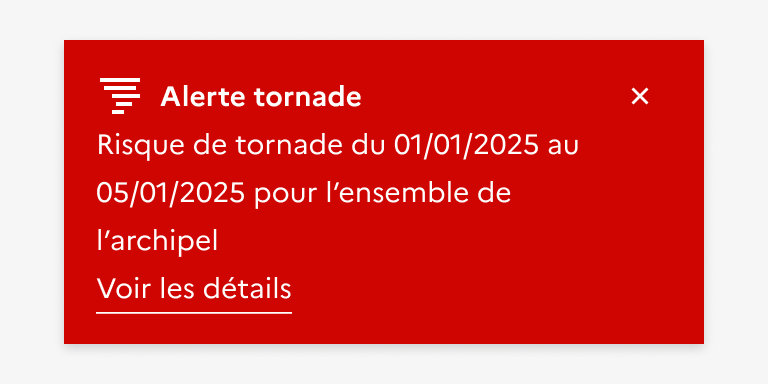 Alerte tornade
Risque de tornade du 01/01/2025 au
05/01/2025 pour l’ensemble de
l’archipel
Voir les détails